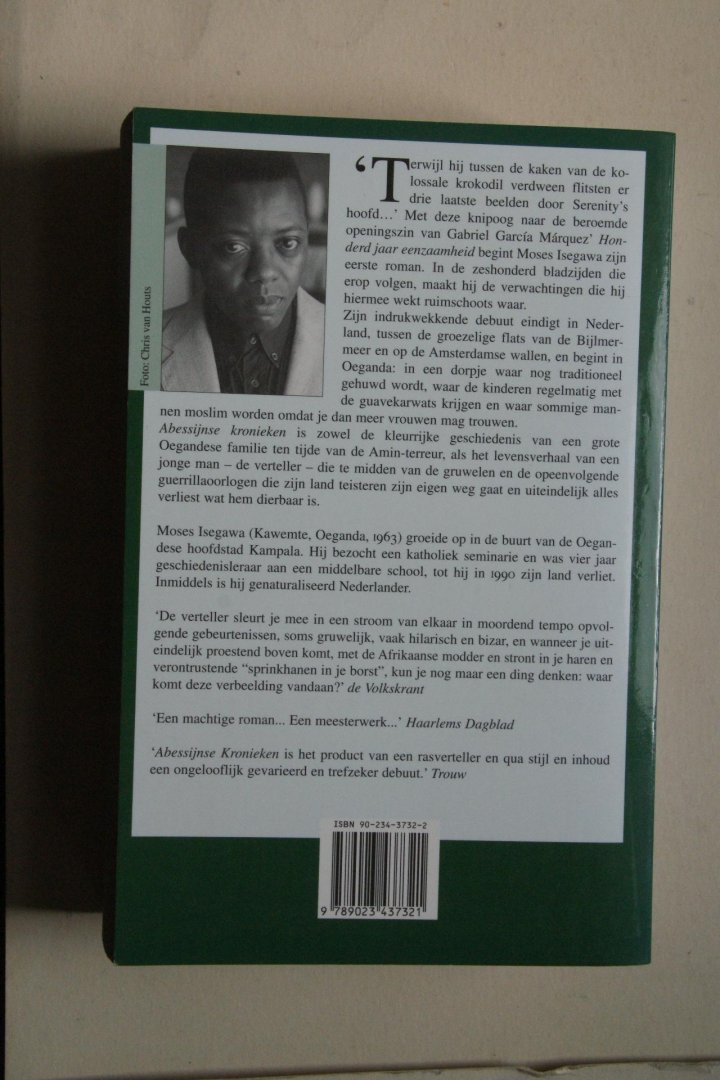 ‘Terwijl hij tussen de kaken van de ko-
lossale krokodil verdween flitsten er
drie laatste beelden door Serenity's
hoofd…’ Met deze knipoog naar de beroemde
openingszin van Gabriel García Márquez’ Hon-
derd jaar eenzaamheid begint Moses Isegawa zijn
eerste roman. In de zeshonderd bladzijden die
erop volgen, maakt hij de verwachtingen die hij
hiermee wekt ruimschoots waar.
Zijn indrukwekkende debuut eindigt in Neder-
land, tussen de groezelige flats van de Bijlmer-
meer en op de Amsterdamse wallen, en begint in
Oeganda: in een dorpje waar nog traditioneel
gehuwd wordt, waar de kinderen regelmatig met
de guavekarwats krijgen en waar sommige man-
nen moslim worden omdat je dan meer vrouwen mag trouwen.
Foto: Chris van Houts
Abessijnse kronieken is zowel de kleurrijke geschiedenis van een grote
Oegandese familie ten tijde van de Amin-terreur, als het levensverhaal van een
jonge man – de verteller – die te midden van de gruwelen en de opeenvolgende
guerrillaoorlogen die zijn land teisteren zijn eigen weg gaat en uiteindelijk alles
verliest wat hem dierbaar is.
Moses Isegawa (Kawemte, Oeganda, 1963) groeide op in de buurt van de Oegan-
dese hoofdstad Kampala. Hij bezocht een katholiek seminarie en was vier jaar
geschiedenisleraar aan een middelbare school, tot hij in 1990 zijn land verliet.
Inmiddels is hij genaturaliseerd Nederlander.
‘De verteller sleurt je mee in een stroom van elkaar in moordend tempo opvol-
gende gebeurtenissen, soms gruwelijk, vaak hilarisch en bizar, en wanneer je uit-
eindelijk proestend boven komt, met de Afrikaanse modder en stront in je haren en
verontrustende “sprinkhanen in je borst”, kun je nog maar een ding denken: waar
komt deze verbeelding vandaan?’ de Volkskrant
‘Een machtige roman... Een meesterwerk...’ Haarlems Dagblad
‘Abessijnse Kronieken is het product van een rasverteller en qua stijl en inhoud
een ongelooflijk gevarieerd en trefzeker debuut.’ Trouw
ISBN 90-234-3732-2
9 789023 437321